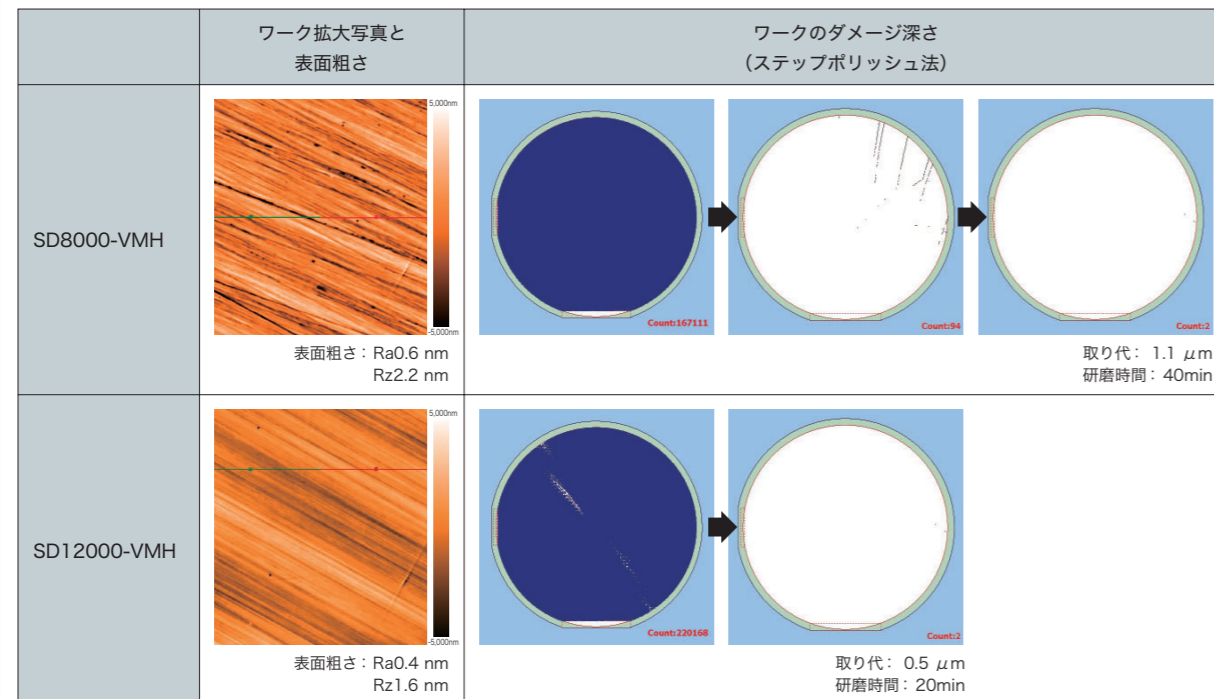 ワーク拡大写真と
表面粗さ
ワークのダメージ深さ
（ステップポリッシュ法）
SD8000-VMH
5,000nm
-5,000nm
表面粗さ：Ra0.6 nm
Rz2.2 nm
Count:167111
Count:94
Count:2
取り代： 1.1 μm
研磨時間：40min
SD12000-VMH
5,000nm
-5,000nm
表面粗さ：Ra0.4 nm
Rz1.6 nm
Count:220168
Count:2
取り代： 0.5 μm
研磨時間：20min